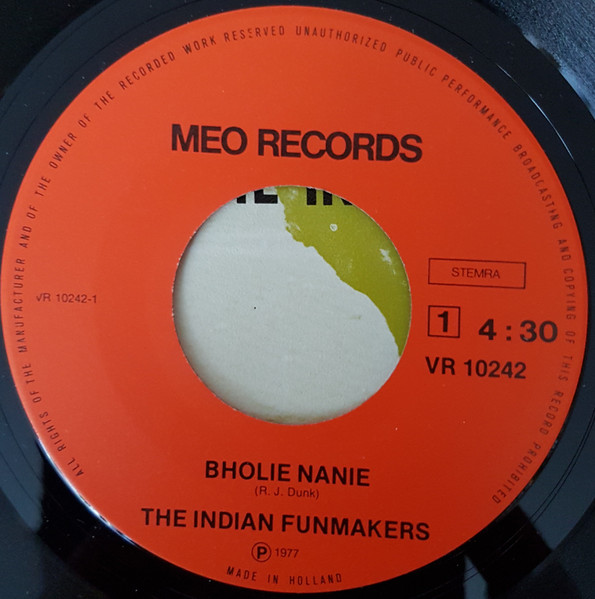 ALL RIGHTS OF THE MANUFACTURER AND OF THE OWNER OF THE RECORDED WORK RESERVED UNAUTHORIZED PUBLIC PERFORMANCE BROADCASTING AND COPYING OF THIS RECORD PROHIBITED
MEO RECORDS
STEMRA
VR 10242-1
1 4:30
VR 10242
BHOLIE NANIE
(R. J. Dunk)
THE INDIAN FUNMAKERS
Ⓟ 1977
MADE IN HOLLAND